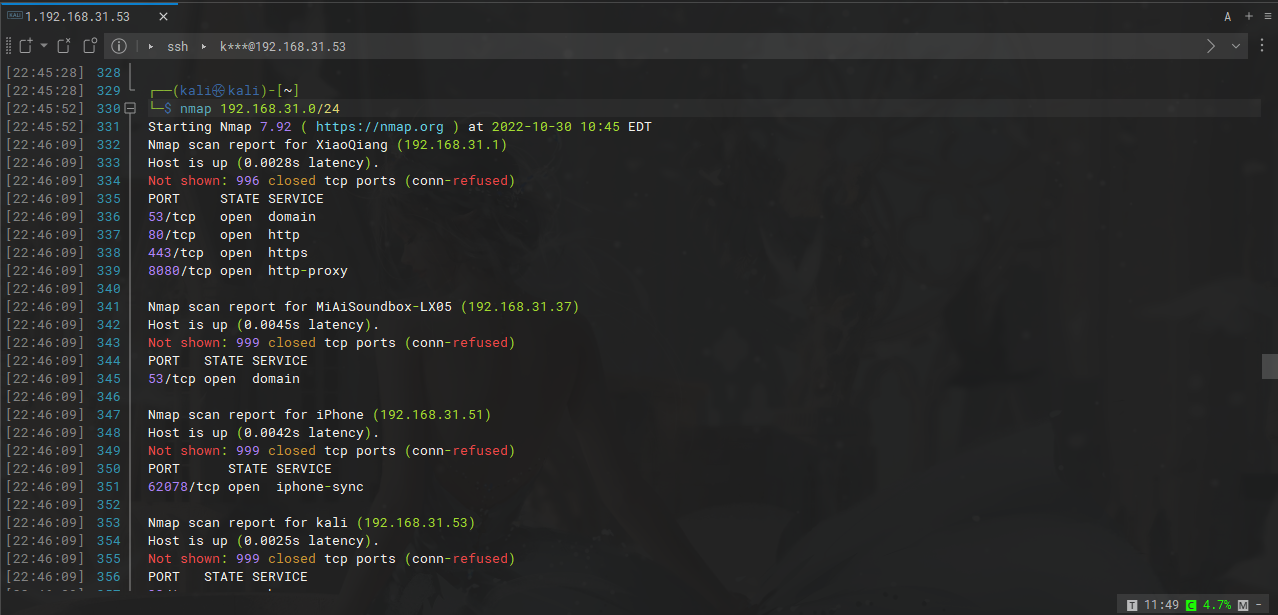 KALI 1.192.168.31.53
A
ssh k***@192.168.31.53
[22:45:28] 328
[22:45:28] 329 ┌──(kali㉿kali)-[~]
[22:45:52] 330 └─$ nmap 192.168.31.0/24
[22:45:52] 331 Starting Nmap 7.92 ( https://nmap.org ) at 2022-10-30 10:45 EDT
[22:46:09] 332 Nmap scan report for XiaoQiang (192.168.31.1)
[22:46:09] 333 Host is up (0.0028s latency).
[22:46:09] 334 Not shown: 996 closed tcp ports (conn-refused)
[22:46:09] 335 PORT     STATE SERVICE
[22:46:09] 336 53/tcp   open  domain
[22:46:09] 337 80/tcp   open  http
[22:46:09] 338 443/tcp  open  https
[22:46:09] 339 8080/tcp open  http-proxy
[22:46:09] 340
[22:46:09] 341 Nmap scan report for MiAiSoundbox-LX05 (192.168.31.37)
[22:46:09] 342 Host is up (0.0045s latency).
[22:46:09] 343 Not shown: 999 closed tcp ports (conn-refused)
[22:46:09] 344 PORT   STATE SERVICE
[22:46:09] 345 53/tcp open  domain
[22:46:09] 346
[22:46:09] 347 Nmap scan report for iPhone (192.168.31.51)
[22:46:09] 348 Host is up (0.0042s latency).
[22:46:09] 349 Not shown: 999 closed tcp ports (conn-refused)
[22:46:09] 350 PORT      STATE SERVICE
[22:46:09] 351 62078/tcp open  iphone-sync
[22:46:09] 352
[22:46:09] 353 Nmap scan report for kali (192.168.31.53)
[22:46:09] 354 Host is up (0.0025s latency).
[22:46:09] 355 Not shown: 999 closed tcp ports (conn-refused)
[22:46:09] 356 PORT   STATE SERVICE
T 11:49 C 4.7% M -